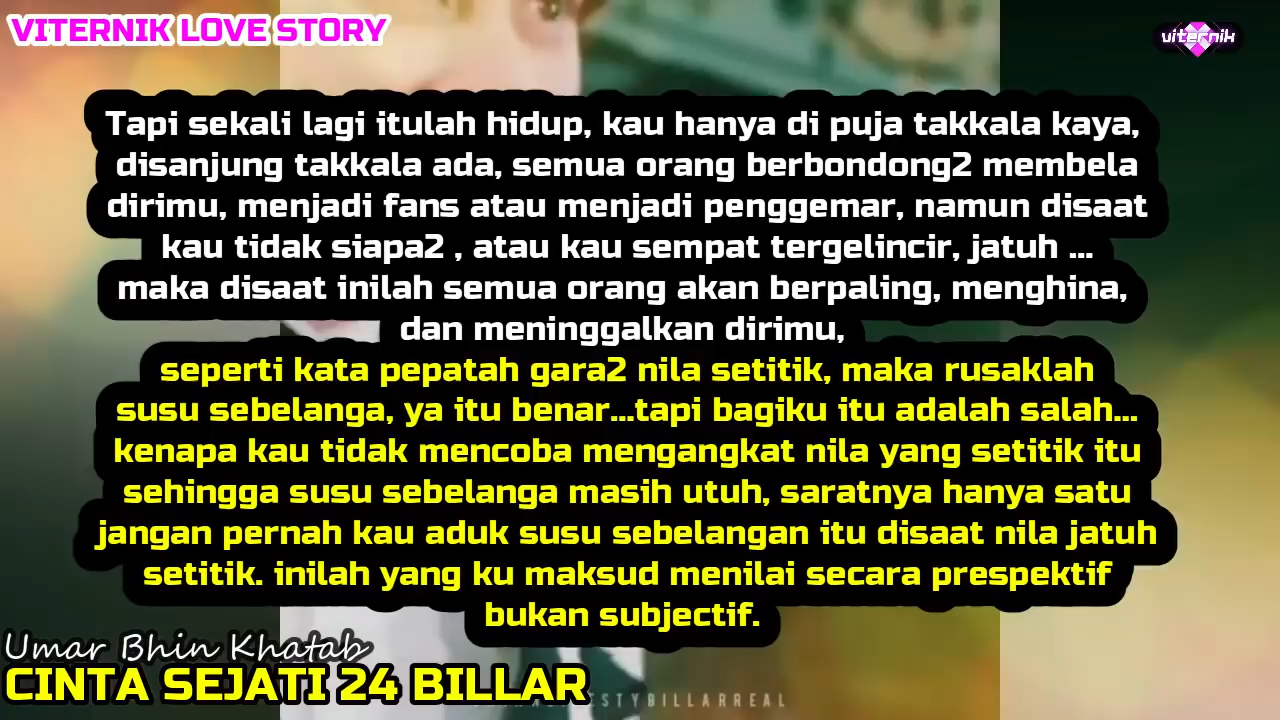 VITERNIK LOVE STORY
viternik
Tapi sekali lagi itulah hidup, kau hanya di puja takkala kaya,
disanjung takkala ada, semua orang berbondong2 membela
dirimu, menjadi fans atau menjadi penggemar, namun disaat
kau tidak siapa2 , atau kau sempat tergelincir, jatuh ...
maka disaat inilah semua orang akan berpaling, menghina,
dan meninggalkan dirimu,
seperti kata pepatah gara2 nila setitik, maka rusaklah
susu sebelanga, ya itu benar...tapi bagiku itu adalah salah...
kenapa kau tidak mencoba mengangkat nila yang setitik itu
sehingga susu sebelanga masih utuh, saratnya hanya satu
jangan pernah kau aduk susu sebelangan itu disaat nila jatuh
setitik. inilah yang ku maksud menilai secara prespektif
bukan subjectif.
Umar Bhin Khatab
CINTA SEJATI 24 BILLAR
ESTYBILLARREAL